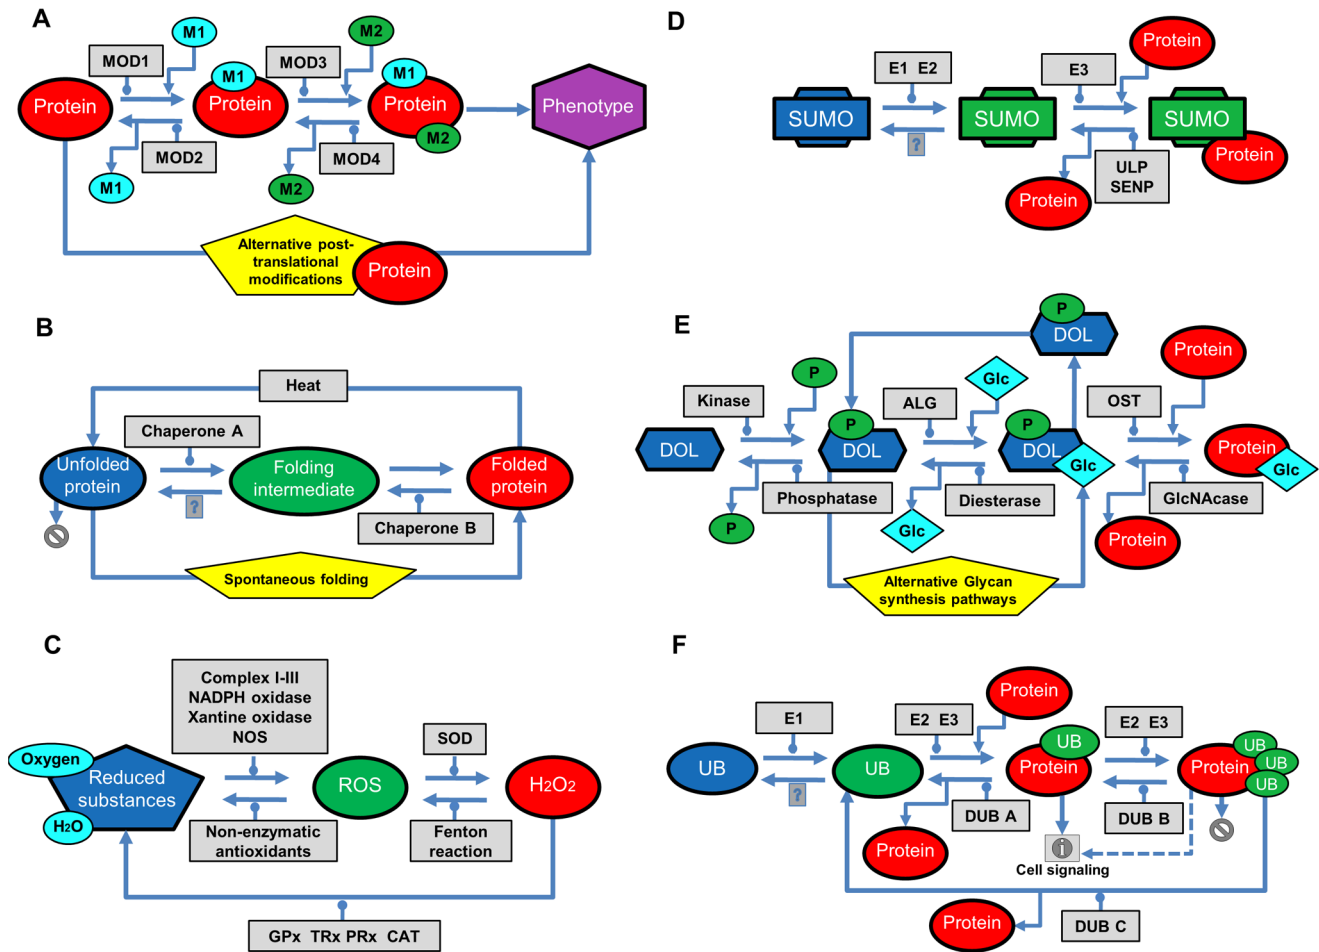 A
M1
M2
MOD1
MOD3
Protein
M1
Protein
M1
Protein
M2
Phenotype
MOD2
MOD4
M1
M2
Alternative post-
translational
modifications
Protein
B
Heat
Chaperone A
Unfolded
protein
Folding
intermediate
Folded
protein
?
Chaperone B
Spontaneous folding
C
Complex I-III
NADPH oxidase
Xantine oxidase
NOS
SOD
Oxygen
Reduced
substances
H2O
ROS
H2O2
Non-enzymatic
antioxidants
Fenton
reaction
GPx TRx PRx CAT
D
Protein
E1 E2
E3
SUMO
SUMO
SUMO
Protein
?
ULP
SENP
Protein
E
P
DOL
Protein
P
Glc
Kinase
ALG
OST
DOL
P
DOL
P
DOL
Glc
Protein
Glc
Phosphatase
Diesterase
GlcNAcase
P
Glc
Protein
Alternative Glycan
synthesis pathways
F
Protein
E1
E2 E3
E2 E3
UB
UB
UB
Protein
Protein
UB
UB
UB
?
DUB A
DUB B
Protein
i
Cell signaling
Protein
DUB C